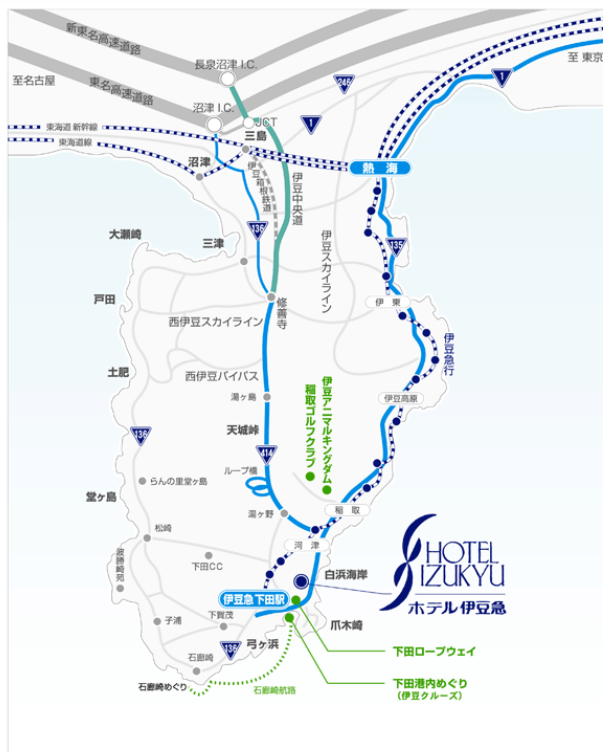 新東名高速道路
長泉沼津 I.C.
246
1
至 東京
至名古屋
東名高速道路
沼津 I.C.
JCT
1
東海道 新幹線
三島
東海道線
沼津
熱 海
伊豆箱根鉄道
伊豆中央道
大瀬崎
136
135
三津
伊豆スカイライン
戸田
修善寺
伊 東
西伊豆スカイライン
伊豆急行
土肥
西伊豆バイパス
伊豆アニマルキングダム
稲取ゴルフクラブ
湯ヶ島
伊豆高原
136
天城峠
414
ループ橋
らんの里堂ヶ島
堂ヶ島
湯ヶ野
稲 取
松崎
河 津
HOTEL
IZUKYU
ホテル伊豆急
波勝崎苑
下田CC
白浜海岸
伊豆急下田駅
子浦
下賀茂
爪木崎
弓ヶ浜
136
下田ロープウェイ
石廊崎
下田港内めぐり
(伊豆クルーズ)
石廊崎めぐり
石廊崎航路